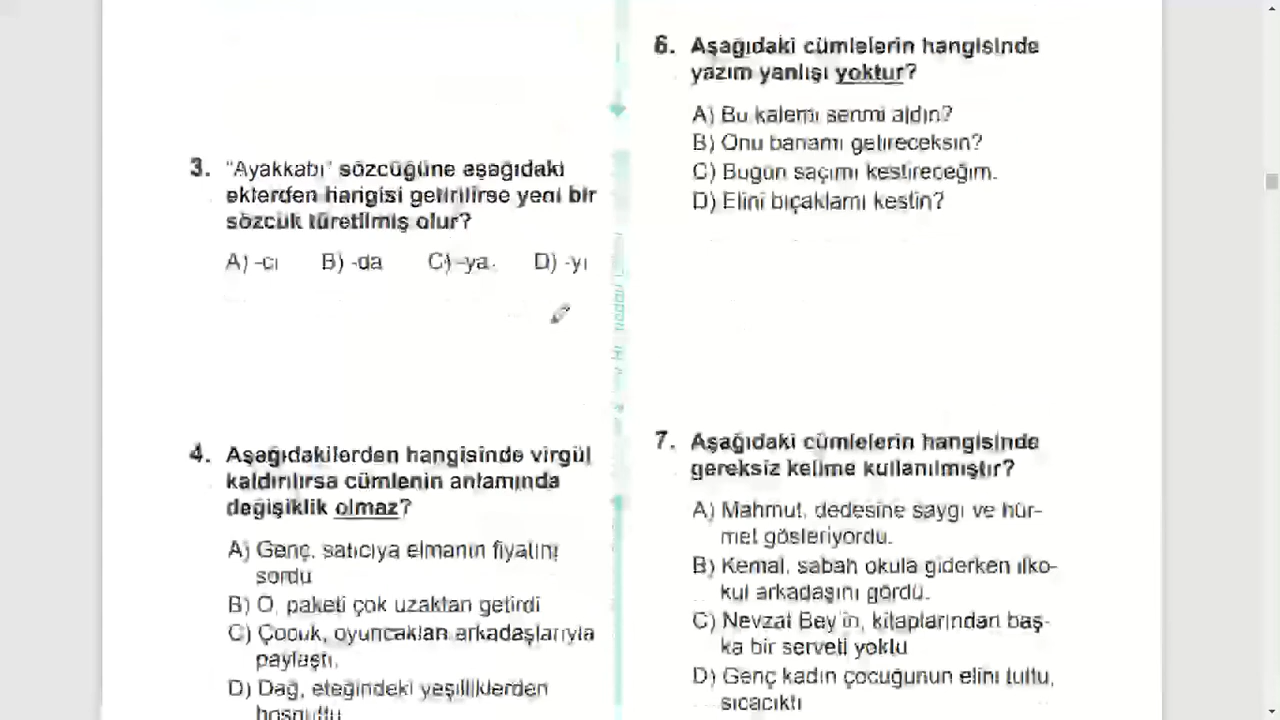 3. "Ayakkabı" sözcüğüne aşağıdaki
eklerden hangisi getirilirse yeni bir
sözcük türetilmiş olur?
A) -cı B) -da C) -ya D) -yı
4. Aşağıdakilerden hangisinde virgül
kaldırılırsa cümlenin anlamında
değişiklik olmaz?
A) Genç, satıcıya elmanın fiyatını
sordu
B) O, paketi çok uzaktan getirdi
C) Çocuk, oyuncakları arkadaşlarıyla
paylaştı.
D) Dağ, eteğindeki yeşilliklerden
6. Aşağıdaki cümlelerin hangisinde
yazım yanlışı yoktur?
A) Bu kalemi senmi aldın?
B) Onu banamı getireceksin?
C) Bugün saçımı kestireceğim.
D) Elini bıçaklamı kestin?
7. Aşağıdaki cümlelerin hangisinde
gereksiz kelime kullanılmıştır?
A) Mahmut, dedesine saygı ve hür-
met gösteriyordu.
B) Kemal, sabah okula giderken ilko-
kul arkadaşını gördü.
C) Nevzat Bey'in, kitaplarından baş-
ka bir serveti yoktu
D) Genç kadın çocuğunun elini tuttu,
sıcacıktı